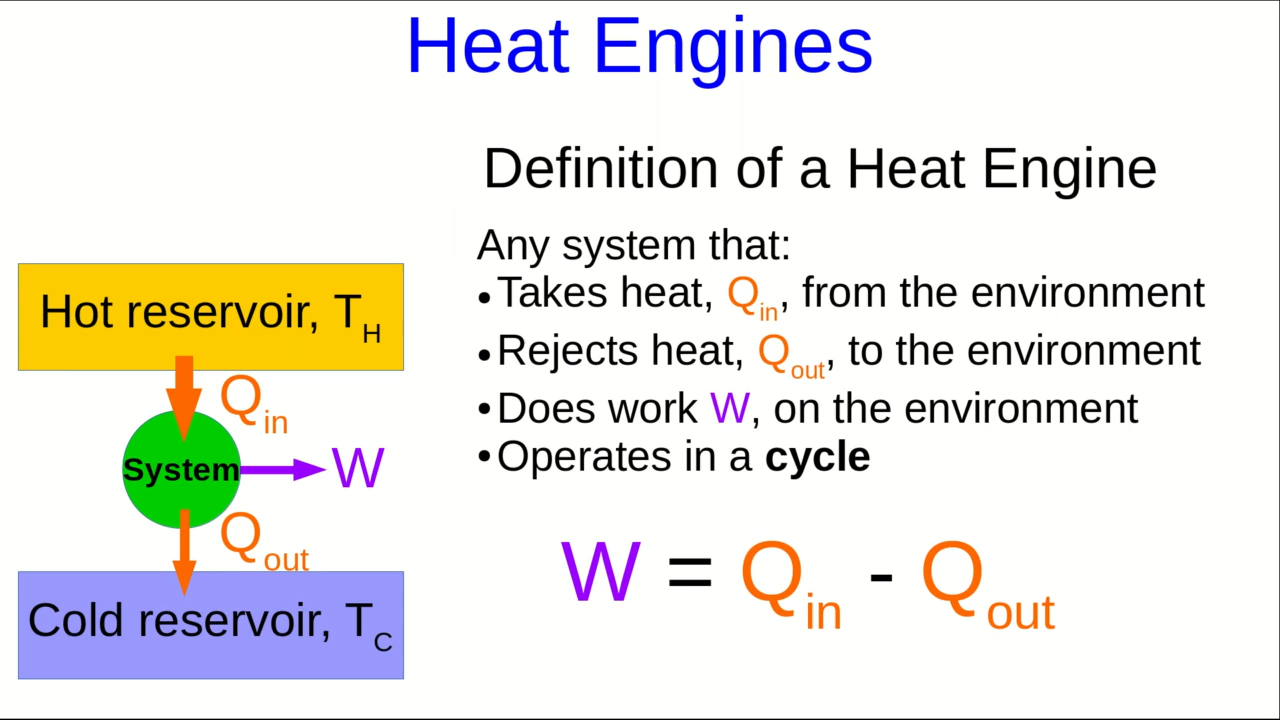 Heat Engines
Definition of a Heat Engine
Any system that:
• Takes heat, Qin, from the environment
• Rejects heat, Qout, to the environment
• Does work W, on the environment
• Operates in a cycle
W = Qin - Qout
Hot reservoir, TH
Qin
System
W
Qout
Cold reservoir, TC